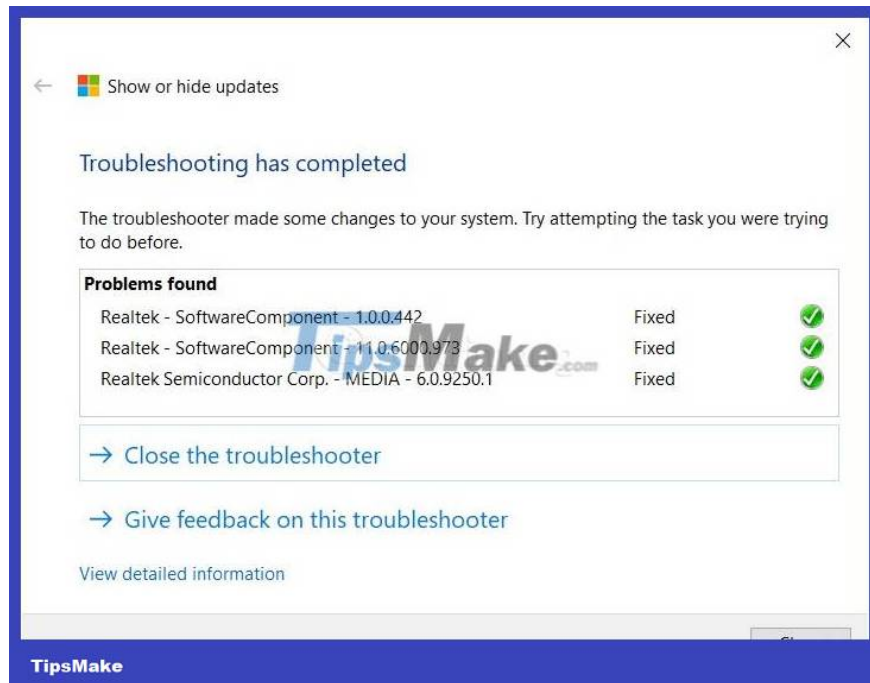 Show or hide updates
Troubleshooting has completed
The troubleshooter made some changes to your system. Try attempting the task you were trying
to do before.
Problems found
Realtek - SoftwareComponent - 1.0.0.442 Fixed
Realtek - SoftwareComponent - 11.0.6000.973 Fixed
Realtek Semiconductor Corp. - MEDIA - 6.0.9250.1 Fixed
TipsMake.com
→ Close the troubleshooter
→ Give feedback on this troubleshooter
View detailed information
TipsMake